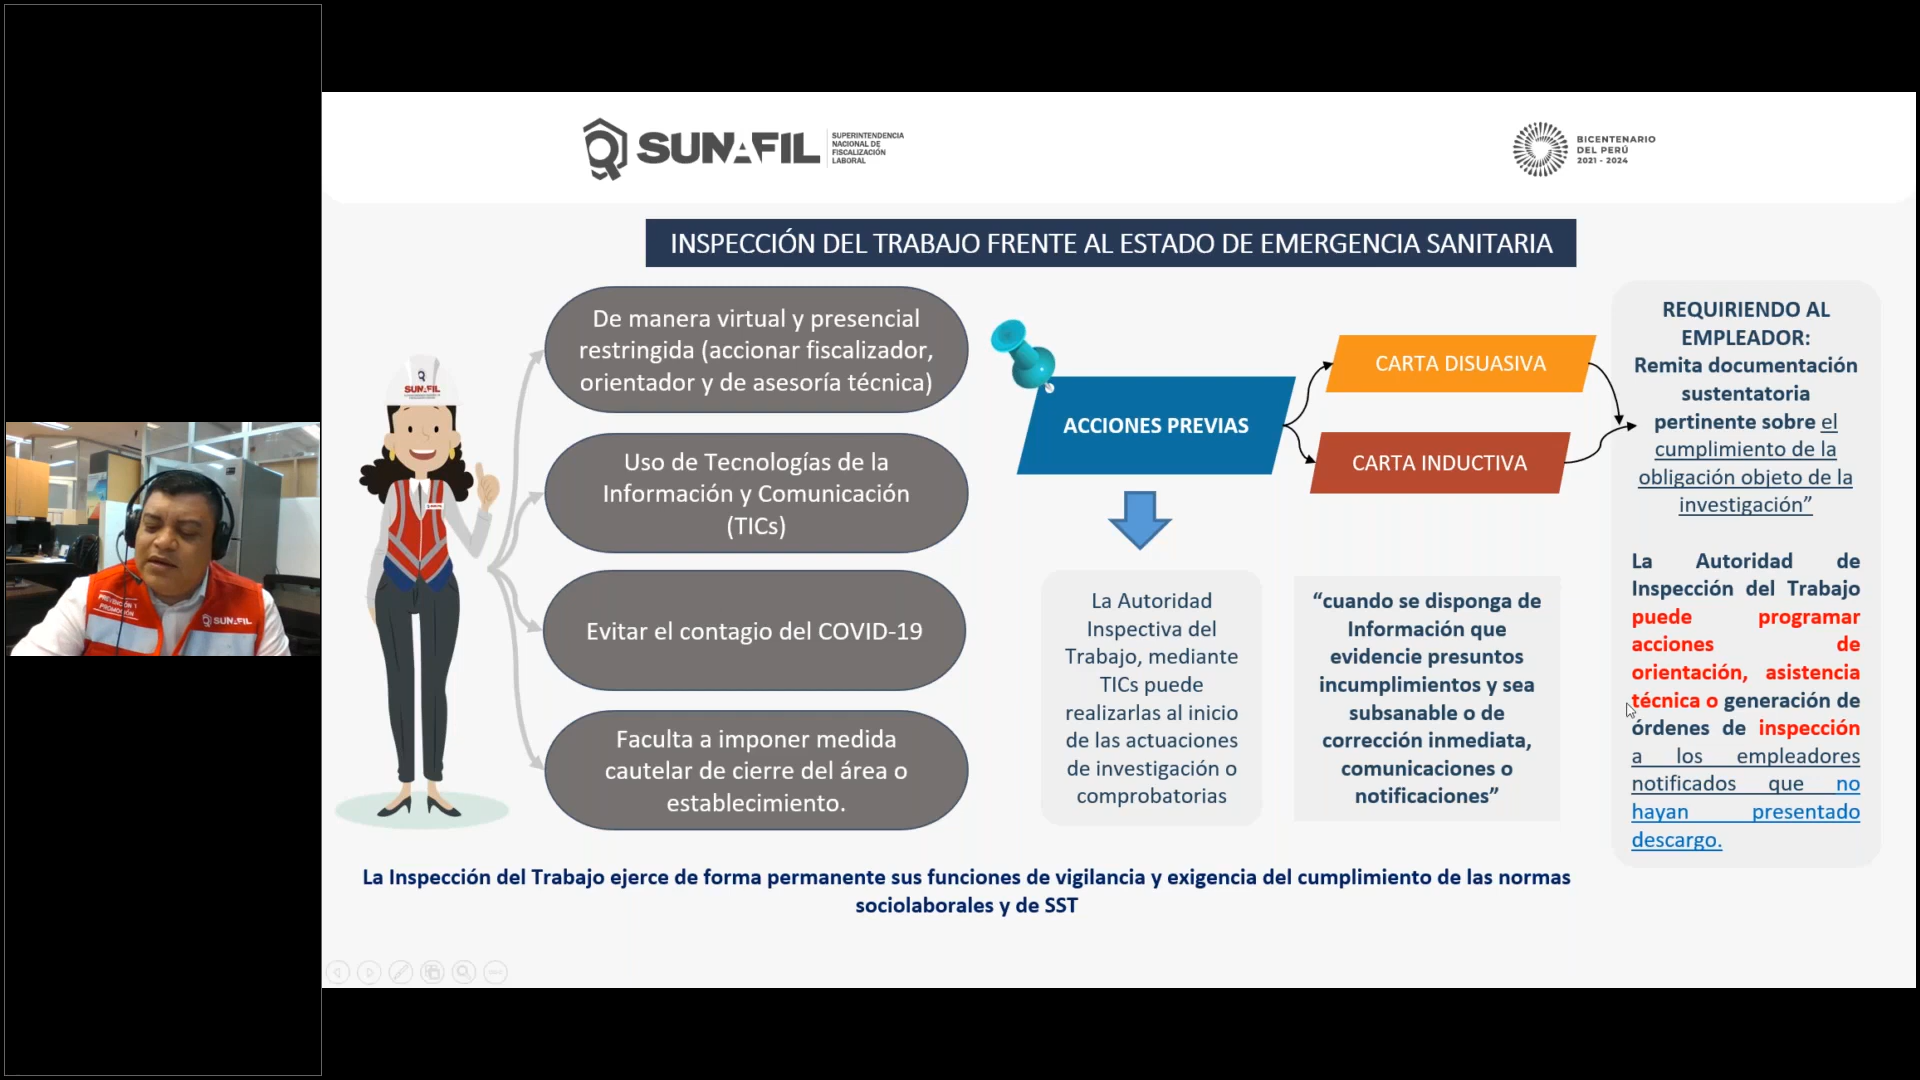 SUNAFIL
SUPERINTENDENCIA
NACIONAL DE
FISCALIZACIÓN
LABORAL
BICENTENARIO
DEL PERÚ
2021 - 2024
INSPECCIÓN DEL TRABAJO FRENTE AL ESTADO DE EMERGENCIA SANITARIA
De manera virtual y presencial
restringida (accionar fiscalizador,
orientador y de asesoría técnica)
Uso de Tecnologías de la
Información y Comunicación
(TICs)
Evitar el contagio del COVID-19
Faculta a imponer medida
cautelar de cierre del área o
establecimiento.
SUNAFIL
ACCIONES PREVIAS
CARTA DISUASIVA
CARTA INDUCTIVA
La Autoridad
Inspectiva del
Trabajo, mediante
TICs puede
realizarlas al inicio
de las actuaciones
de investigación o
comprobatorias
“cuando se disponga de
Información que
evidencie presuntos
incumplimientos y sea
subsanable o de
corrección inmediata,
comunicaciones o
notificaciones”
REQUIRIENDO AL
EMPLEADOR:
Remita documentación
sustentatoria
pertinente sobre el
cumplimiento de la
obligación objeto de la
investigación”
La Autoridad de
Inspección del Trabajo
puede programar
acciones de
orientación, asistencia
técnica o generación de
órdenes de inspección
a los empleadores
notificados que no
hayan presentado
descargo.
La Inspección del Trabajo ejerce de forma permanente sus funciones de vigilancia y exigencia del cumplimiento de las normas
sociolaborales y de SST
PREVENCIÓN Y
PROMOCIÓN
SUNAFIL